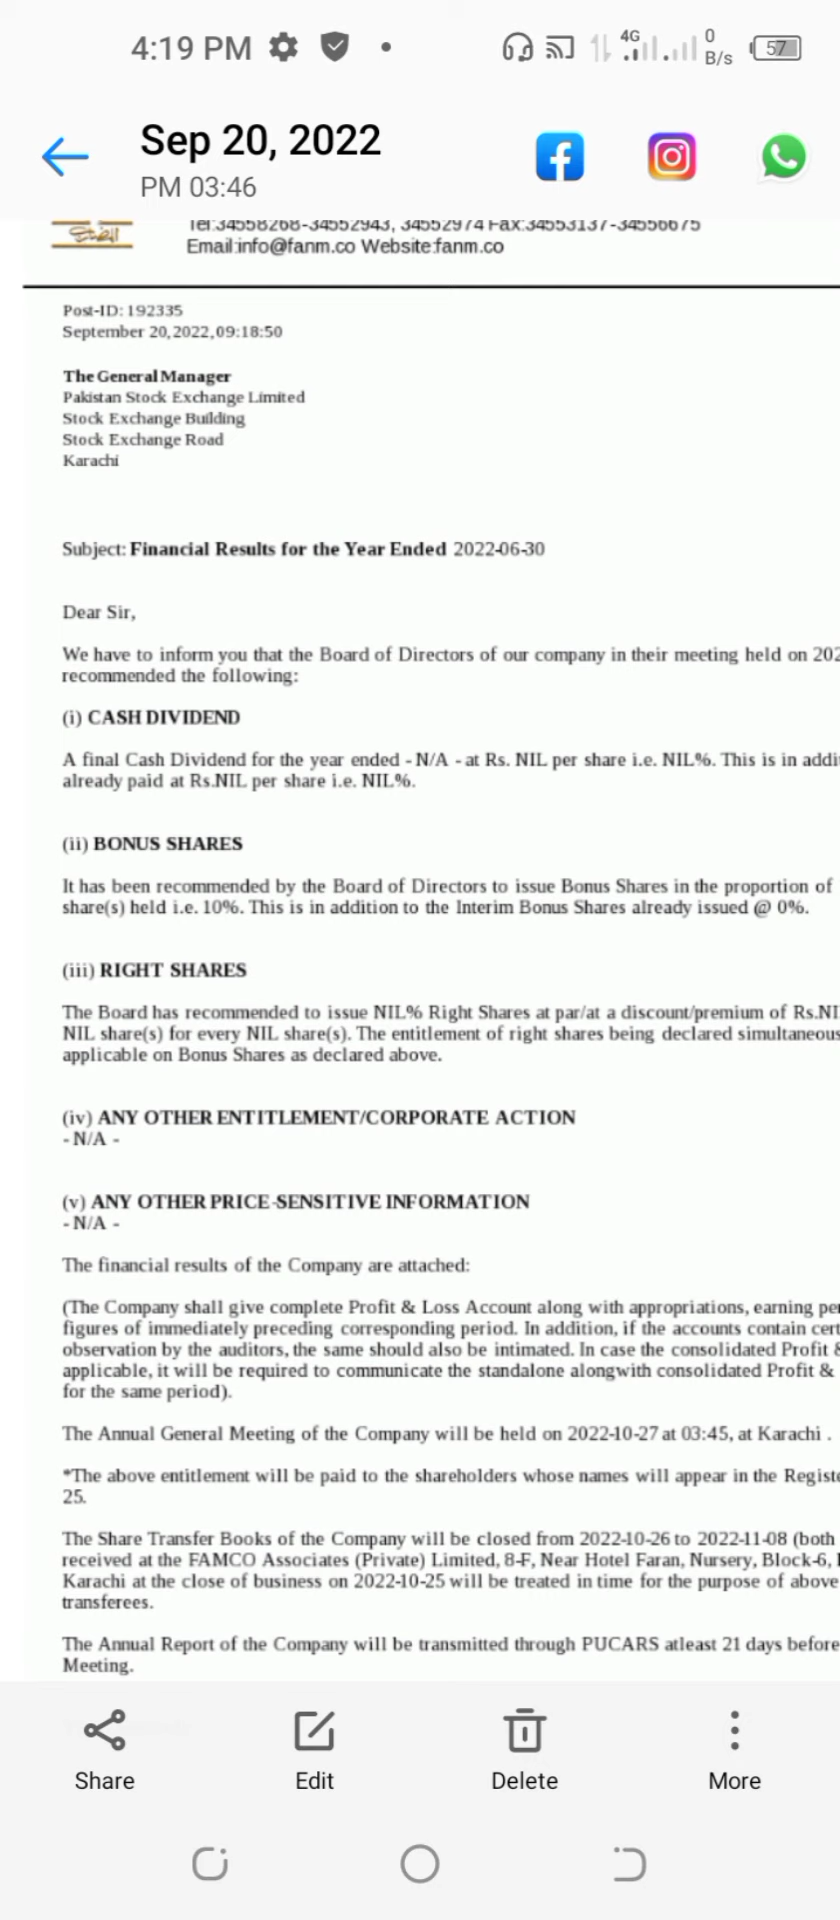 4:19 PM
4G
0
B/s
57
Sep 20, 2022
PM 03:46
Tel:34558268-34552943, 34552974 Fax:34553137-34556675
Email:info@fanm.co Website:fanm.co
Post-ID: 192335
September 20,2022,09:18:50
The General Manager
Pakistan Stock Exchange Limited
Stock Exchange Building
Stock Exchange Road
Karachi
Subject: Financial Results for the Year Ended 2022-06-30
Dear Sir,
We have to inform you that the Board of Directors of our company in their meeting held on 202
recommended the following:
(i) CASH DIVIDEND
A final Cash Dividend for the year ended - N/A - at Rs. NIL per share i.e. NIL%. This is in addi
already paid at Rs.NIL per share i.e. NIL%.
(ii) BONUS SHARES
It has been recommended by the Board of Directors to issue Bonus Shares in the proportion of
share(s) held i.e. 10%. This is in addition to the Interim Bonus Shares already issued @ 0%.
(iii) RIGHT SHARES
The Board has recommended to issue NIL% Right Shares at par/at a discount/premium of Rs.NI
NIL share(s) for every NIL share(s). The entitlement of right shares being declared simultaneous
applicable on Bonus Shares as declared above.
(iv) ANY OTHER ENTITLEMENT/CORPORATE ACTION
- N/A -
(v) ANY OTHER PRICE-SENSITIVE INFORMATION
- N/A -
The financial results of the Company are attached:
(The Company shall give complete Profit & Loss Account along with appropriations, earning pe
figures of immediately preceding corresponding period. In addition, if the accounts contain cert
observation by the auditors, the same should also be intimated. In case the consolidated Profit &
applicable, it will be required to communicate the standalone alongwith consolidated Profit &
for the same period).
The Annual General Meeting of the Company will be held on 2022-10-27 at 03:45, at Karachi .
*The above entitlement will be paid to the shareholders whose names will appear in the Registe
25.
The Share Transfer Books of the Company will be closed from 2022-10-26 to 2022-11-08 (both
received at the FAMCO Associates (Private) Limited, 8-F, Near Hotel Faran, Nursery, Block-6,
Karachi at the close of business on 2022-10-25 will be treated in time for the purpose of above
transferees.
The Annual Report of the Company will be transmitted through PUCARS atleast 21 days before
Meeting.
Share
Edit
Delete
More